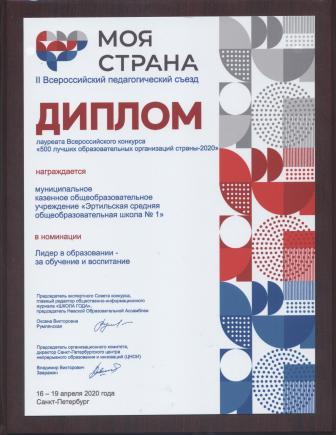 МОЯ
СТРАНА
II Всероссийский педагогический съезд
ДИПЛОМ
лауреата Всероссийского конкурса
«500 лучших образовательных организаций страны-2020»
награждается
муниципальное
казенное общеобразовательное
учреждение «Эртильская средняя
общеобразовательная школа № 1»
в номинации
Лидер в образовании -
за обучение и воспитание
Председатель экспертного Совета конкурса,
главный редактор общественно-информационного
журнала «ШКОЛА ГОДА»,
председатель Невской Образовательной Ассамблеи
Оксана Викторовна
Румлянская
Председатель организационного комитета,
директор Санкт-Петербургского центра
непрерывного образования и инноваций (ЦНОИ)
Владимир Викторович
Завражин
16 – 19 апреля 2020 года
Санкт-Петербург